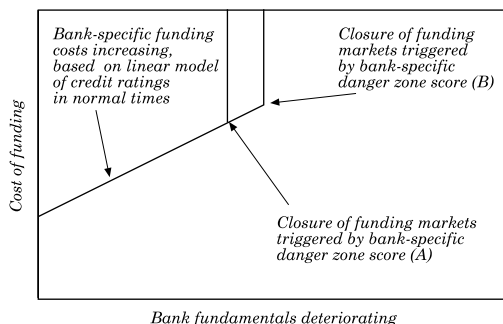 Bank-specific funding
costs increasing,
based on linear model
of credit ratings
in normal times
Closure of funding
markets triggered
by bank-specific
danger zone score (B)
Cost of funding
Closure of funding markets
triggered by bank-specific
danger zone score (A)
Bank fundamentals deteriorating